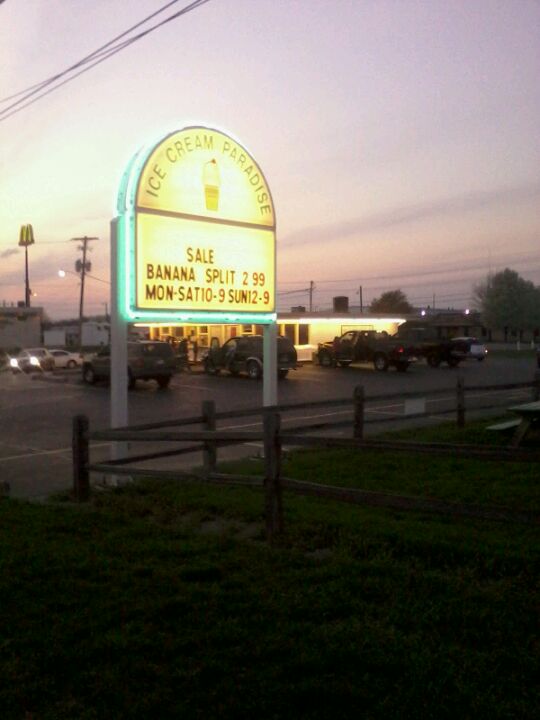 ICE CREAM PARADISE
SALE
BANANA SPLIT 2 99
MON-SAT10-9 SUN12-9